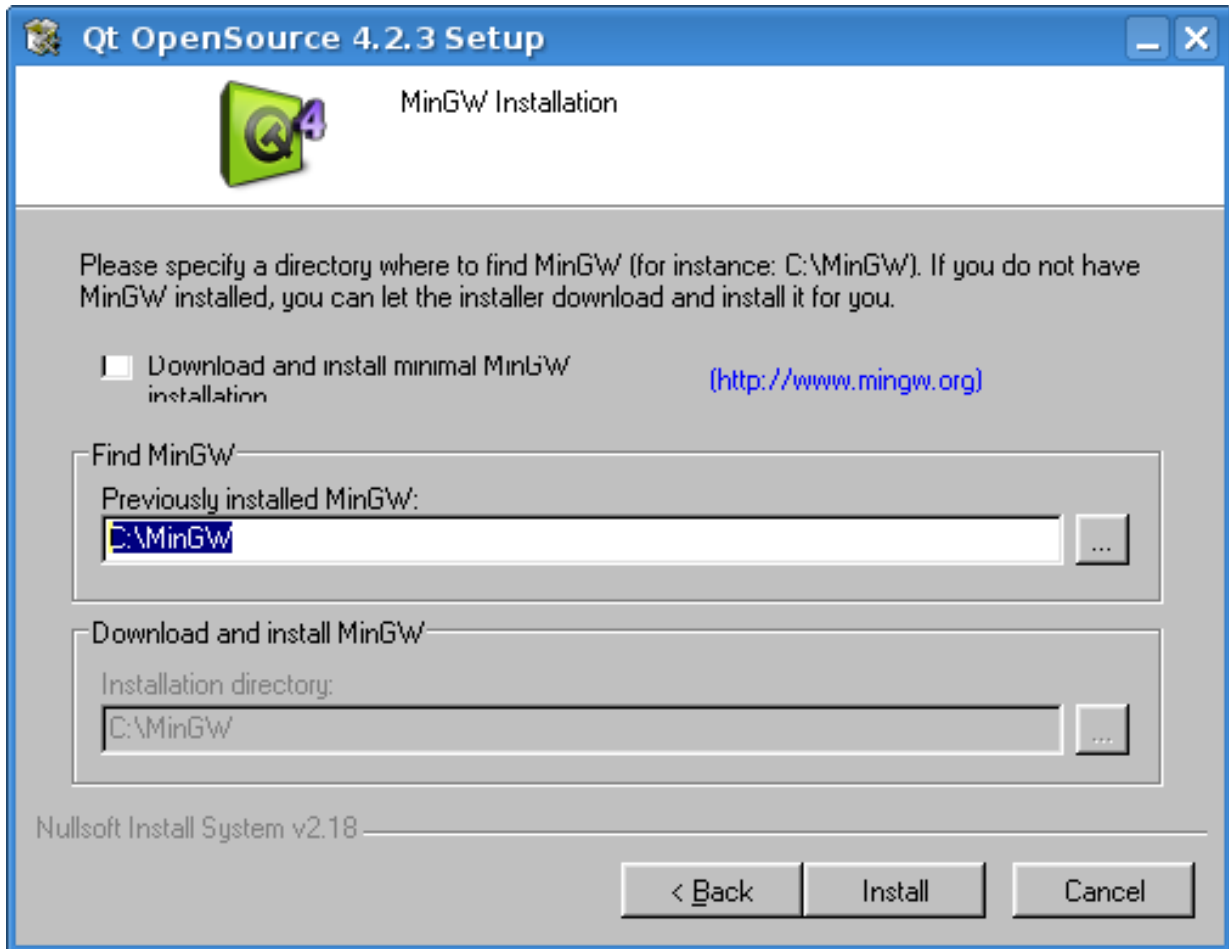 Qt OpenSource 4.2.3 Setup
4
MinGW Installation
Please specify a directory where to find MinGW (for instance: C:\MinGW). If you do not have
MinGW installed, you can let the installer download and install it for you.
Download and install minimal MinGW
installation
(http://www.mingw.org)
Find MinGW
Previously installed MinGW:
C:\MinGW
...
Download and install MinGW
Installation directory:
C:\MinGW
...
Nullsoft Install System v2.18
< Back
Install
Cancel